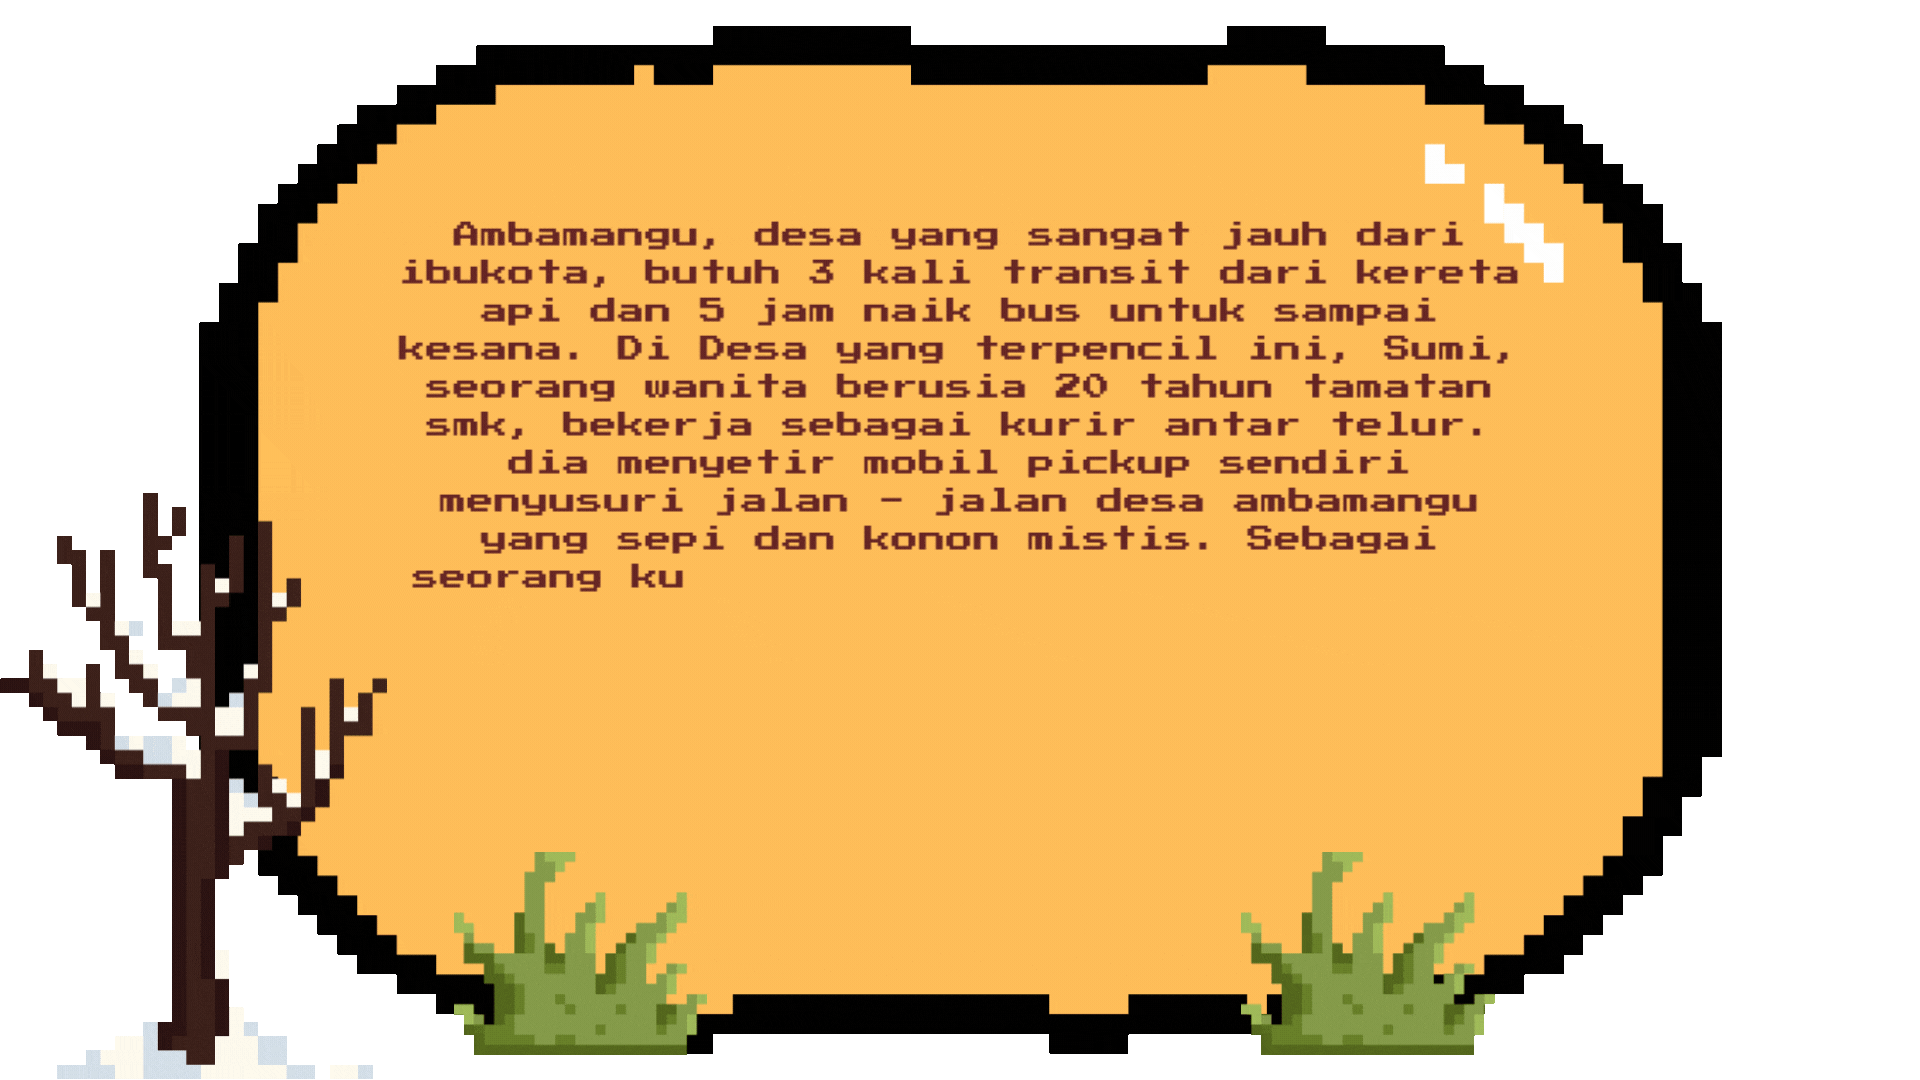 Ambamangu, desa yang sangat jauh dari
ibukota, butuh 3 kali transit dari kereta
api dan 5 jam naik bus untuk sampai
kesana. Di Desa yang terpencil ini, Sumi,
seorang wanita berusia 20 tahun tamatan
smk, bekerja sebagai kurir antar telur.
dia menyetir mobil pickup sendiri
menyusuri jalan - jalan desa ambamangu
yang sepi dan konon mistis. Sebagai
seorang ku